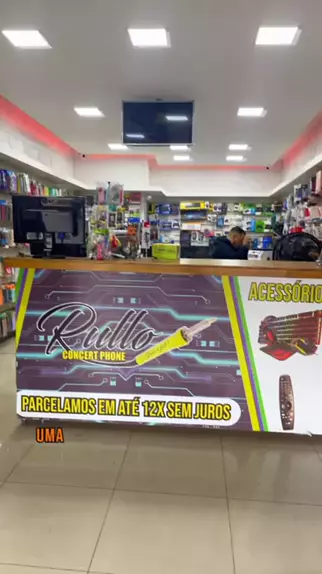 Rullo
CONCERT PHONE
ACESSÓRIO
PARCELAMOS EM ATÉ 12X SEM JUROS
UMA